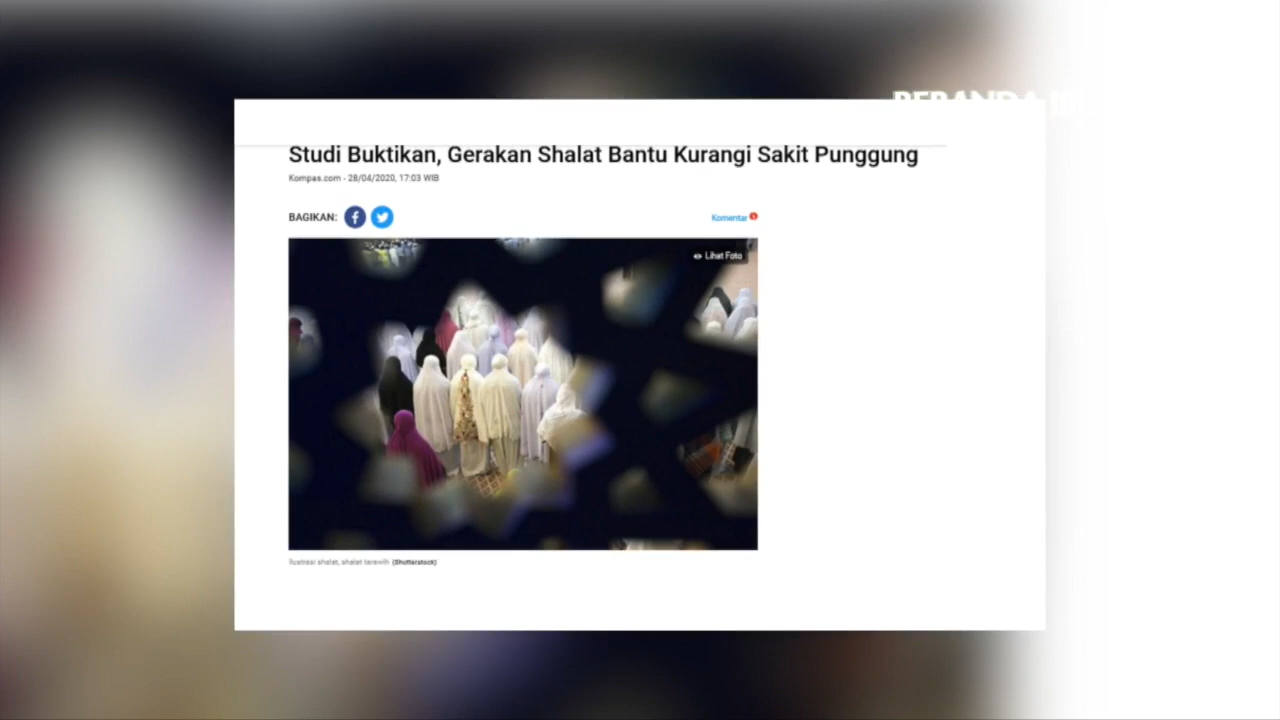 Studi Buktikan, Gerakan Shalat Bantu Kurangi Sakit Punggung
Kompas.com - 28/04/2020, 17:03 WIB
BAGIKAN:
Komentar
Lihat Foto
Ilustrasi shalat, shalat tarawih (Shutterstock)